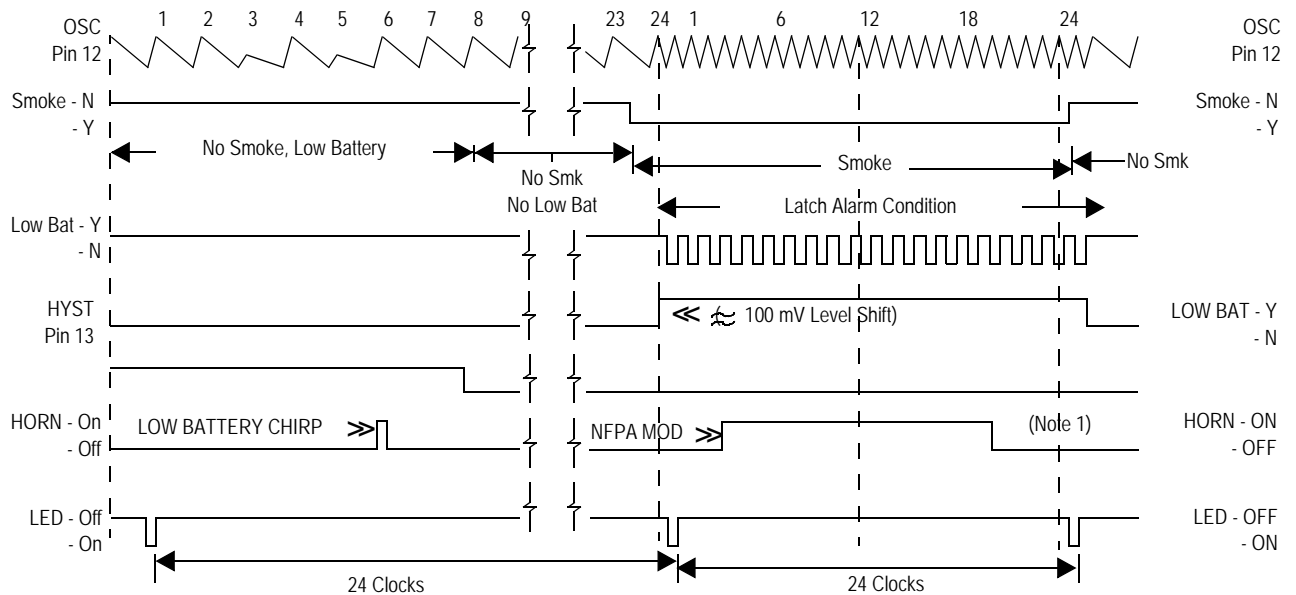 1 2 3 4 5 6 7 8 9 23 24 1 6 12 18 24
OSC
Pin 12
OSC
Pin 12
Smoke - N
- Y
Smoke - N
- Y
No Smoke, Low Battery
No Smk
No Low Bat
Smoke
No Smk
Latch Alarm Condition
Low Bat - Y
- N
HYST
Pin 13
≪ 100 mV Level Shift)
LOW BAT - Y
- N
HORN - On
- Off
LOW BATTERY CHIRP ≫
NFPA MOD ≫
(Note 1)
HORN - ON
- OFF
LED - Off
- On
LED - OFF
- ON
24 Clocks
24 Clocks